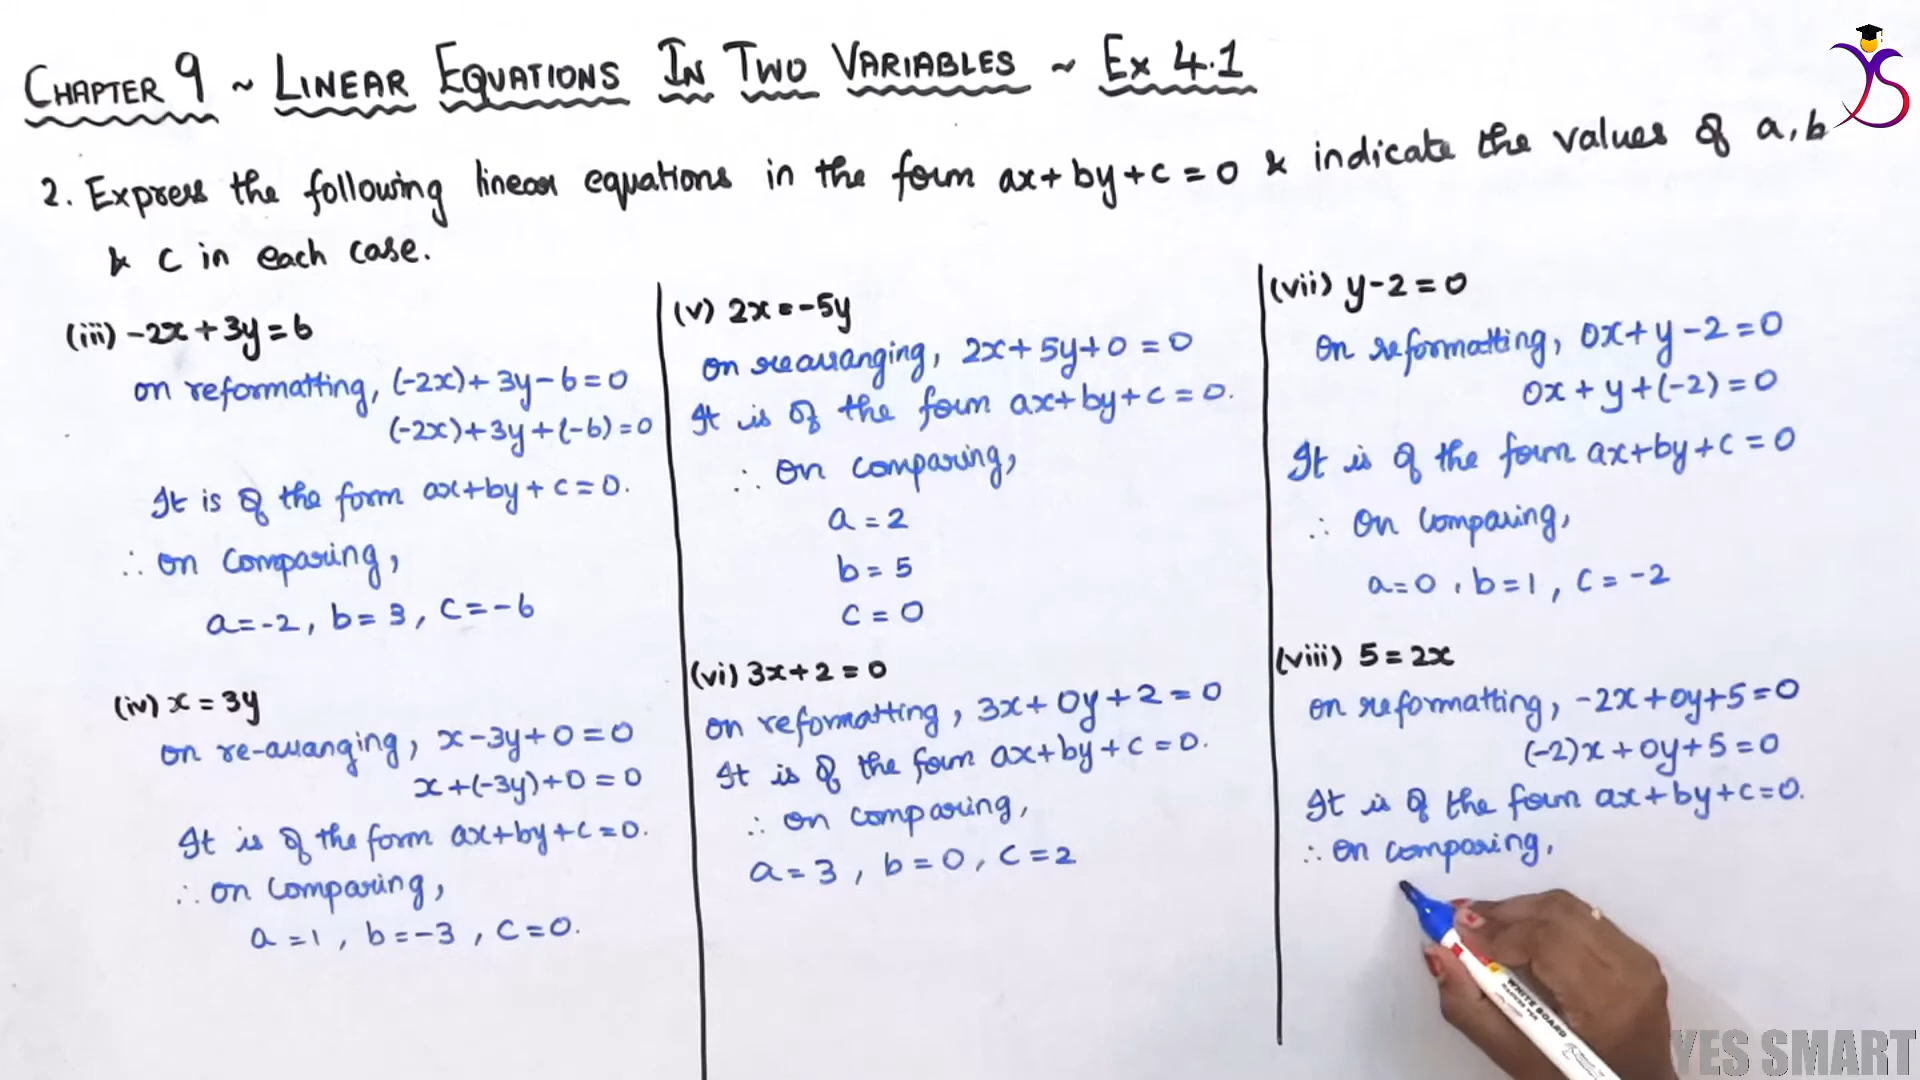 CHAPTER 9 ~ LINEAR EQUATIONS IN TWO VARIABLES ~ EX 4.1
2. Express the following linear equations in the form ax+by+c=0 & indicate the values of a, b
& c in each case.
(iii) -2x+3y=6
on reformatting, (-2x)+3y-6=0
(-2x)+3y+(-6)=0
It is of the form ax+by+c=0.
∴ on comparing,
a=-2, b=3, c=-6
(iv) x=3y
on re-arranging, x-3y+0=0
x+(-3y)+0=0
It is of the form ax+by+c=0.
∴ on comparing,
a=1, b=-3, c=0.
(v) 2x=-5y
on rearranging, 2x+5y+0=0
It is of the form ax+by+c=0.
∴ on comparing,
a=2
b=5
c=0
(vi) 3x+2=0
on reformatting, 3x+0y+2=0
It is of the form ax+by+c=0.
∴ on comparing,
a=3, b=0, c=2
(vii) y-2=0
on reformatting, 0x+y-2=0
0x+y+(-2)=0
It is of the form ax+by+c=0
∴ on comparing,
a=0, b=1, c=-2
(viii) 5=2x
on reformatting, -2x+0y+5=0
(-2)x+0y+5=0
It is of the form ax+by+c=0.
∴ on comparing,
WHITE BOARD
YES SMART
YS